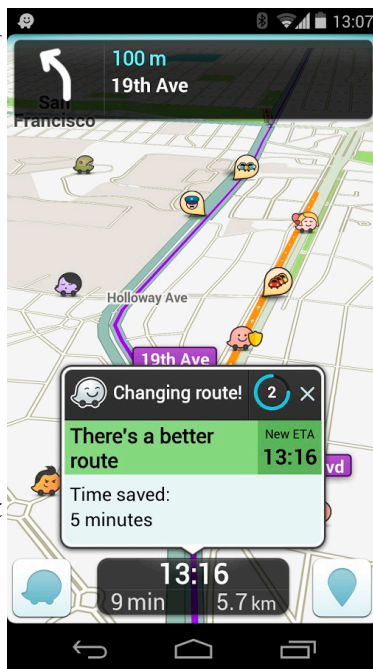 13:07
100 m
19th Ave
San
Francisco
Holloway Ave
19th Ave
Changing route!
2
There's a better
route
New ETA
13:16
vd
Time saved:
5 minutes
13:16
9 min
5.7 km